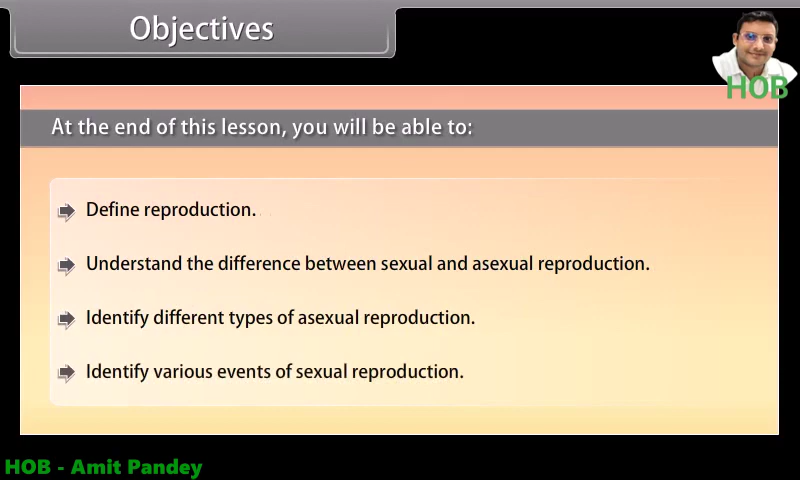 Objectives
HOB
At the end of this lesson, you will be able to:
Define reproduction.
Understand the difference between sexual and asexual reproduction.
Identify different types of asexual reproduction.
Identify various events of sexual reproduction.
HOB - Amit Pandey